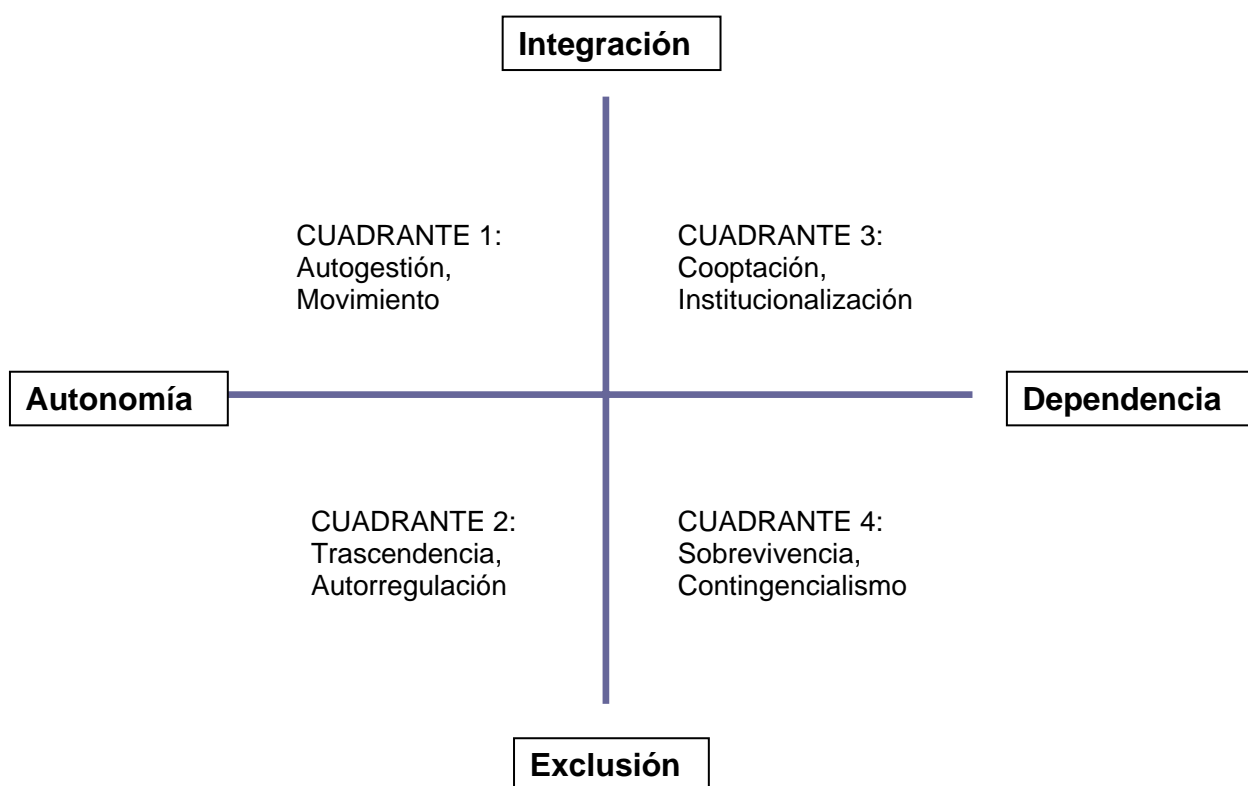 Integración
CUADRANTE 1:
Autogestión,
Movimiento
CUADRANTE 3:
Cooptación,
Institucionalización
Autonomía
Dependencia
CUADRANTE 2:
Trascendencia,
Autorregulación
CUADRANTE 4:
Sobrevivencia,
Contingencialismo
Exclusión